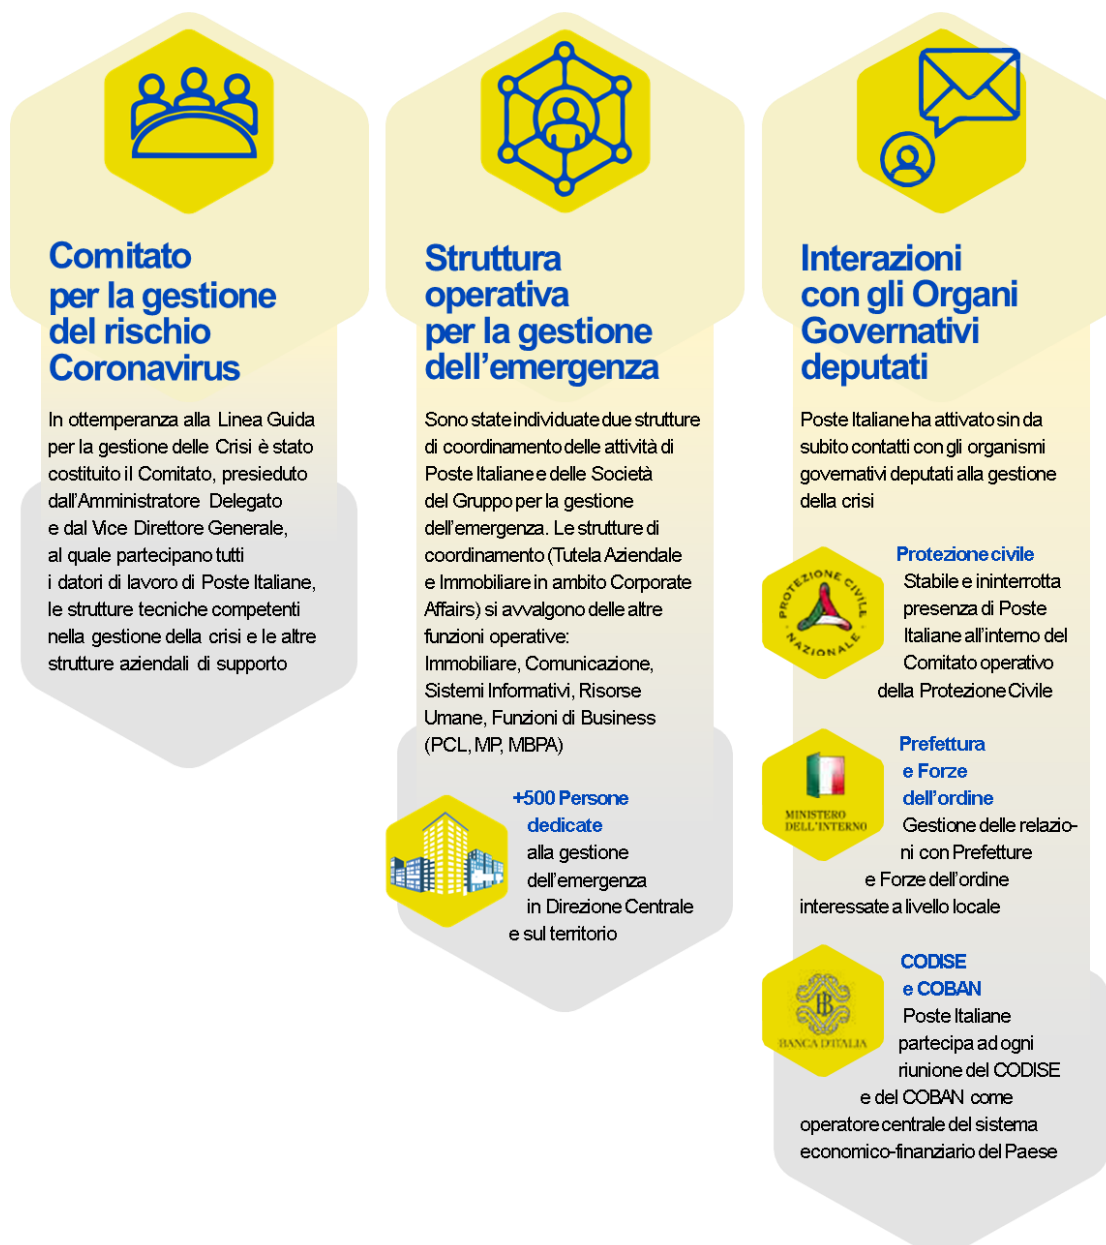 Comitato
per la gestione
del rischio
Coronavirus
In ottemperanza alla Linea Guida
per la gestione delle Crisi è stato
costituito il Comitato, presieduto
dall'Amministratore Delegato
e dal Vice Direttore Generale,
al quale partecipano tutti
i datori di lavoro di Poste Italiane,
le strutture tecniche competenti
nella gestione della crisi e le altre
strutture aziendali di supporto
Struttura
operativa
per la gestione
dell'emergenza
Sono state individuate due strutture
di coordinamento delle attività di
Poste Italiane e delle Società
del Gruppo per la gestione
dell'emergenza. Le strutture di
coordinamento (Tutela Aziendale
e Immobiliare in ambito Corporate
Affairs) si avvalgono delle altre
funzioni operative:
Immobiliare, Comunicazione,
Sistemi Informativi, Risorse
Umane, Funzioni di Business
(PCL, MP, MBPA)
+500 Persone
dedicate
alla gestione
dell'emergenza
in Direzione Centrale
e sul territorio
Interazioni
con gli Organi
Governativi
deputati
Poste Italiane ha attivato sin da
subito contatti con gli organismi
governativi deputati alla gestione
della crisi
PROTEZIONE CIVILE
NAZIONALE
Protezione civile
Stabile e ininterrotta
presenza di Poste
Italiane all'interno del
Comitato operativo
della Protezione Civile
MINISTERO
DELL'INTERNO
Prefettura
e Forze
dell'ordine
Gestione delle relazio-
ni con Prefetture
e Forze dell'ordine
interessate a livello locale
BANCA D'ITALIA
CODISE
e COBAN
Poste Italiane
partecipa ad ogni
riunione del CODISE
e del COBAN come
operatore centrale del sistema
economico-finanziario del Paese